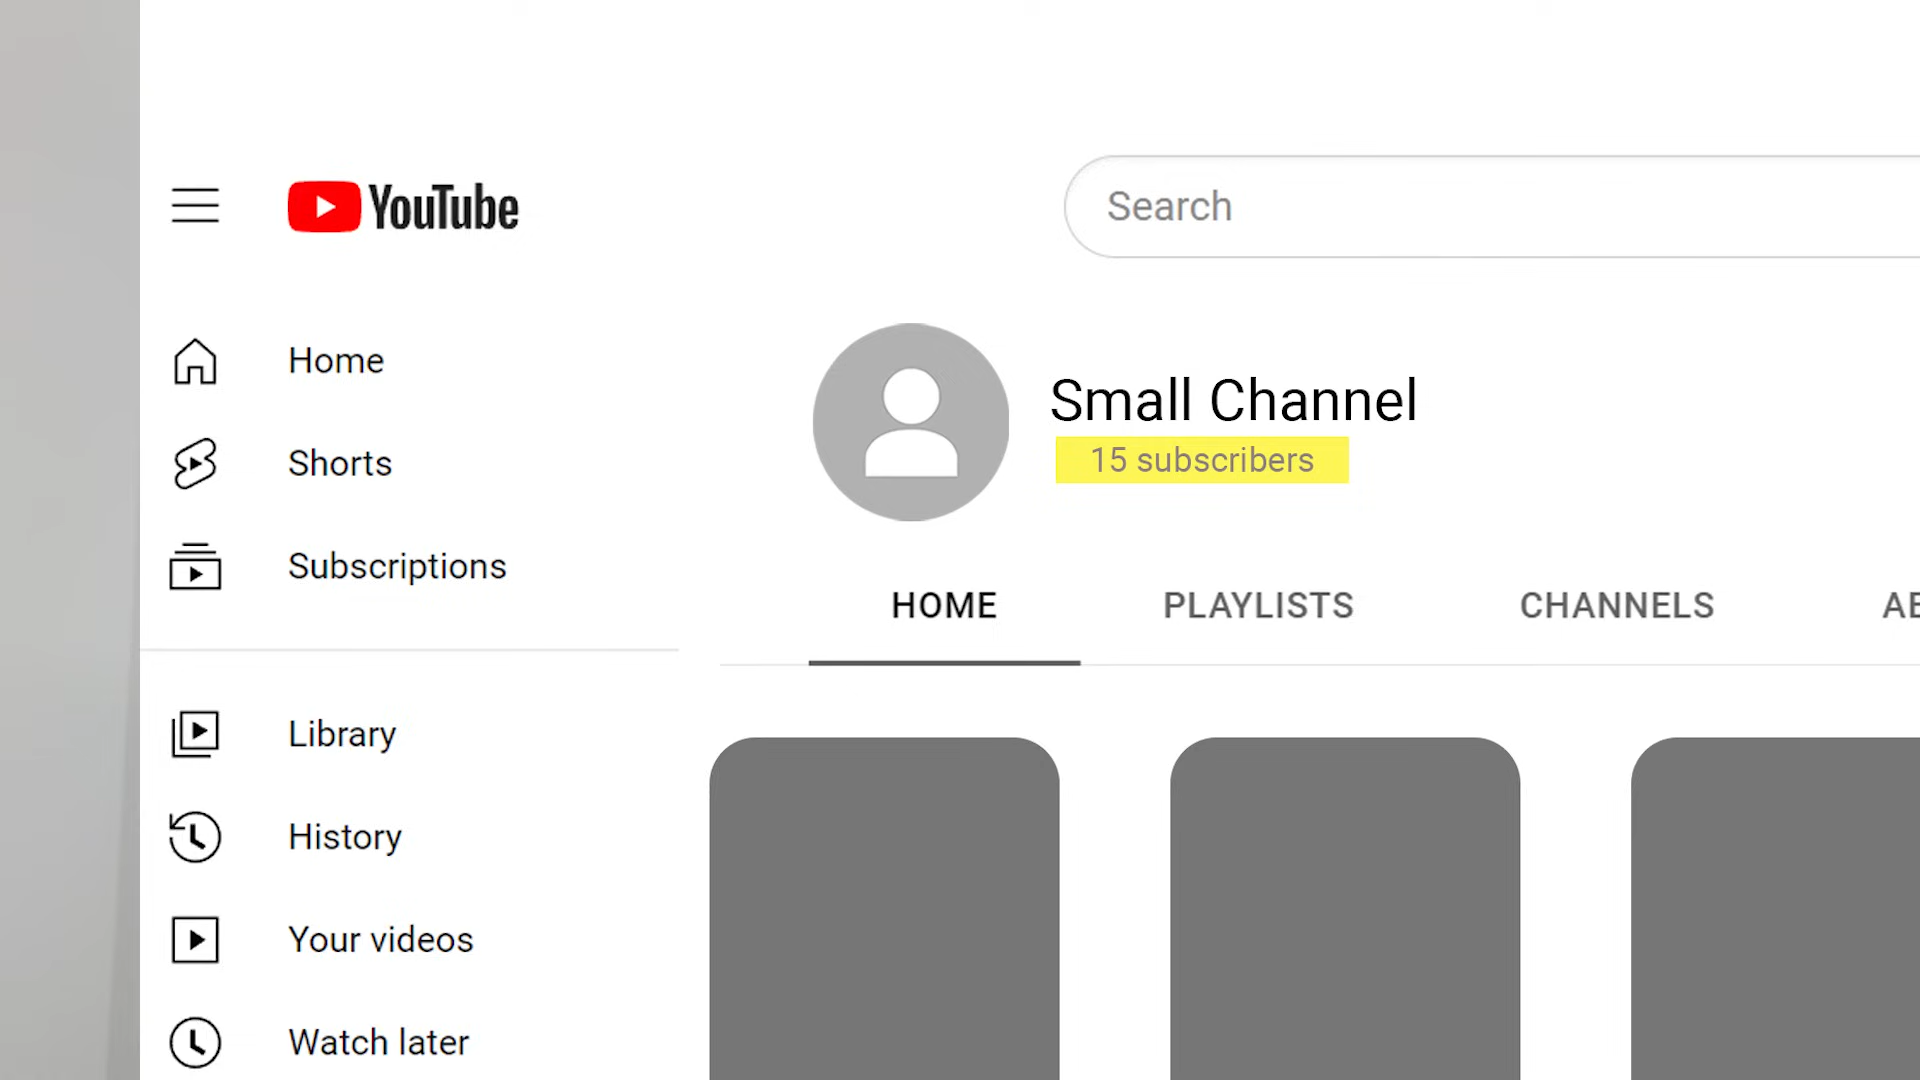 YouTube
Search
Home
Shorts
Subscriptions
Library
History
Your videos
Watch later
Small Channel
15 subscribers
HOME
PLAYLISTS
CHANNELS